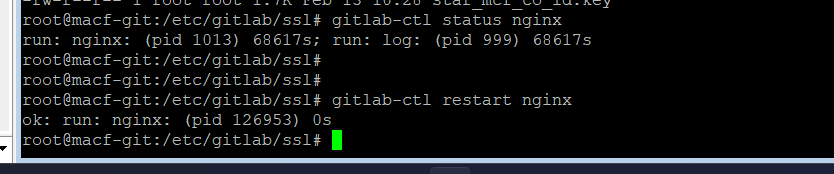 -rw-r--r-- 1 root root 1.7K Feb 13 10:28 star_mcf_co_id.key
root@macf-git:/etc/gitlab/ssl# gitlab-ctl status nginx
run: nginx: (pid 1013) 68617s; run: log: (pid 999) 68617s
root@macf-git:/etc/gitlab/ssl#
root@macf-git:/etc/gitlab/ssl#
root@macf-git:/etc/gitlab/ssl# gitlab-ctl restart nginx
ok: run: nginx: (pid 126953) 0s
root@macf-git:/etc/gitlab/ssl#